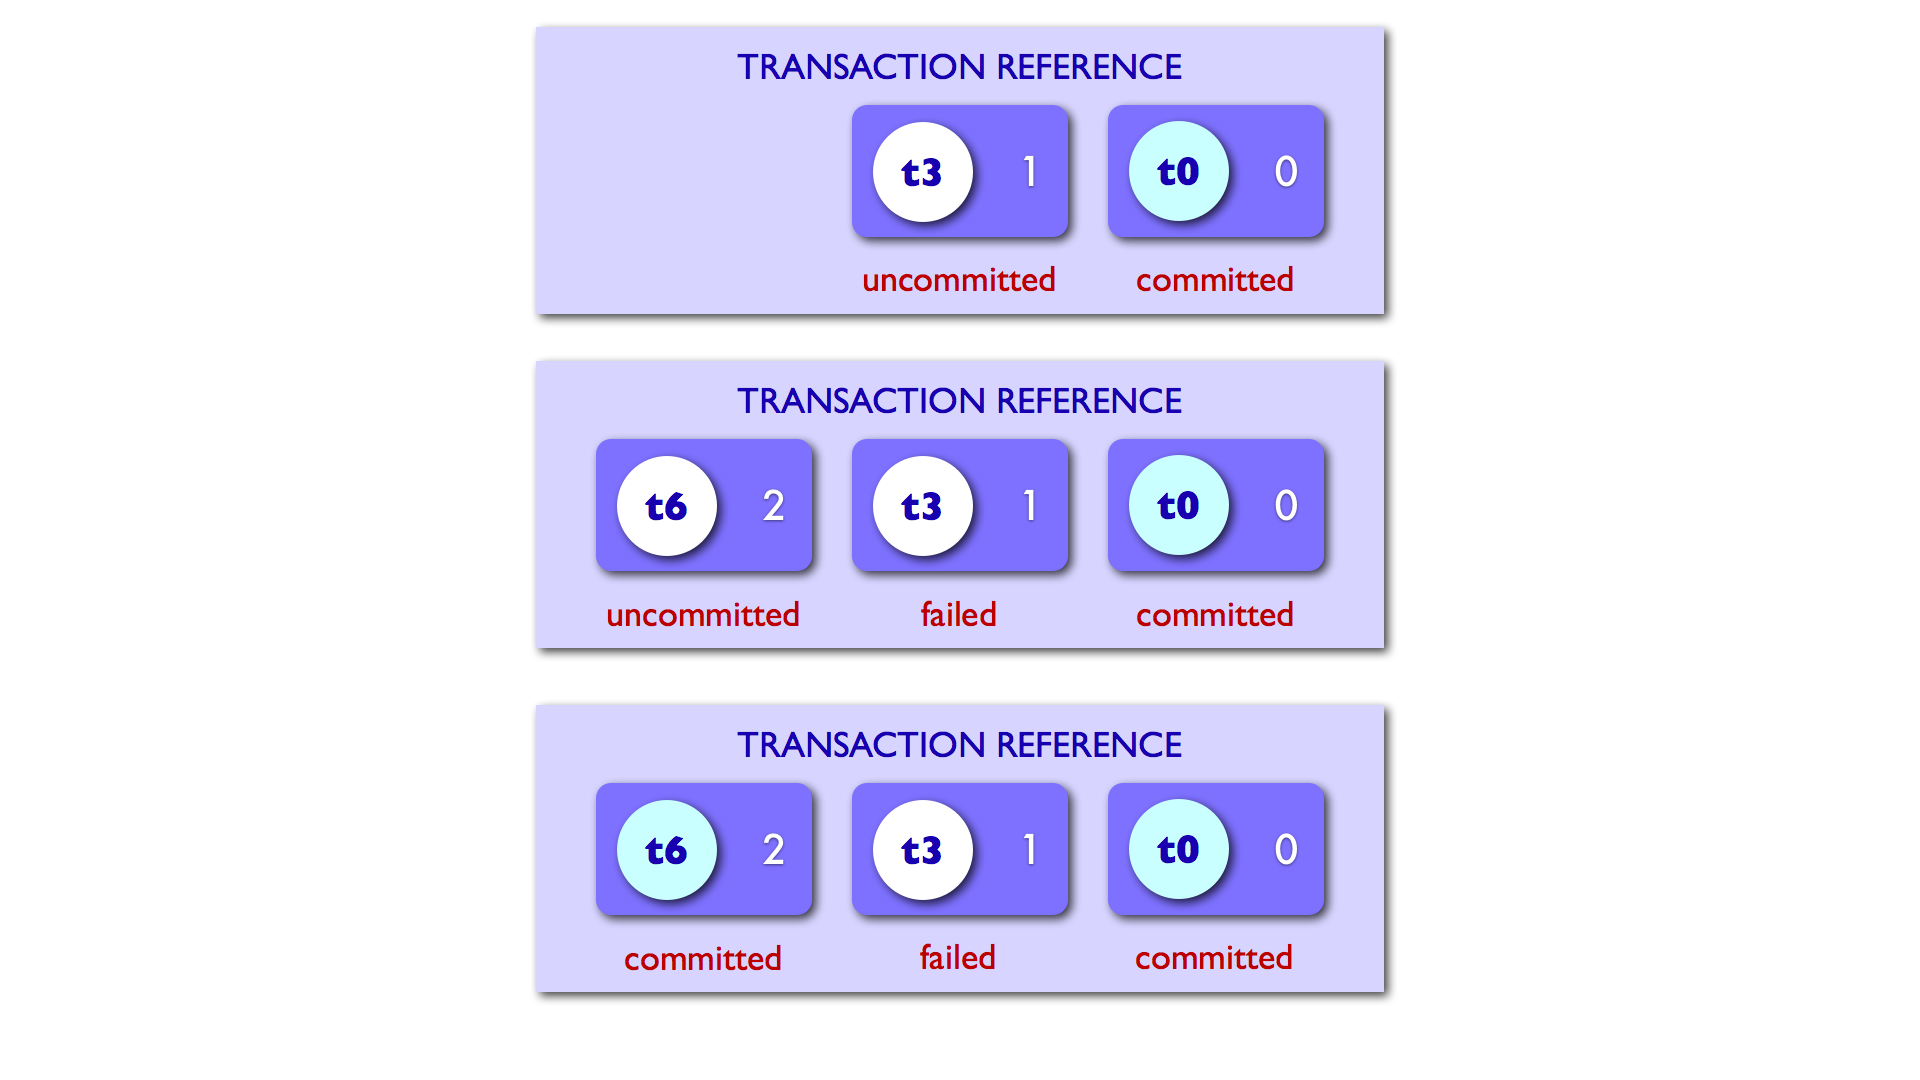 TRANSACTION REFERENCE
t3 1 t0 0
uncommitted committed
TRANSACTION REFERENCE
t6 2 t3 1 t0 0
uncommitted failed committed
TRANSACTION REFERENCE
t6 2 t3 1 t0 0
committed failed committed